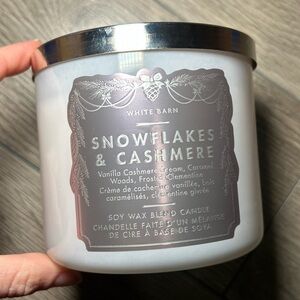 WHITE BARN
SNOWFLAKES
& CASHMERE
Vanilla Cashmere Cream, Caramel
Woods, Frosted Clementine
Crème de cachemire vanillée, bois
caramélisés, clémentine givrée
SOY WAX BLEND CANDLE
CHANDELLE FAITE D'UN MÉLANGE
DE CIRE À BASE DE SOYA